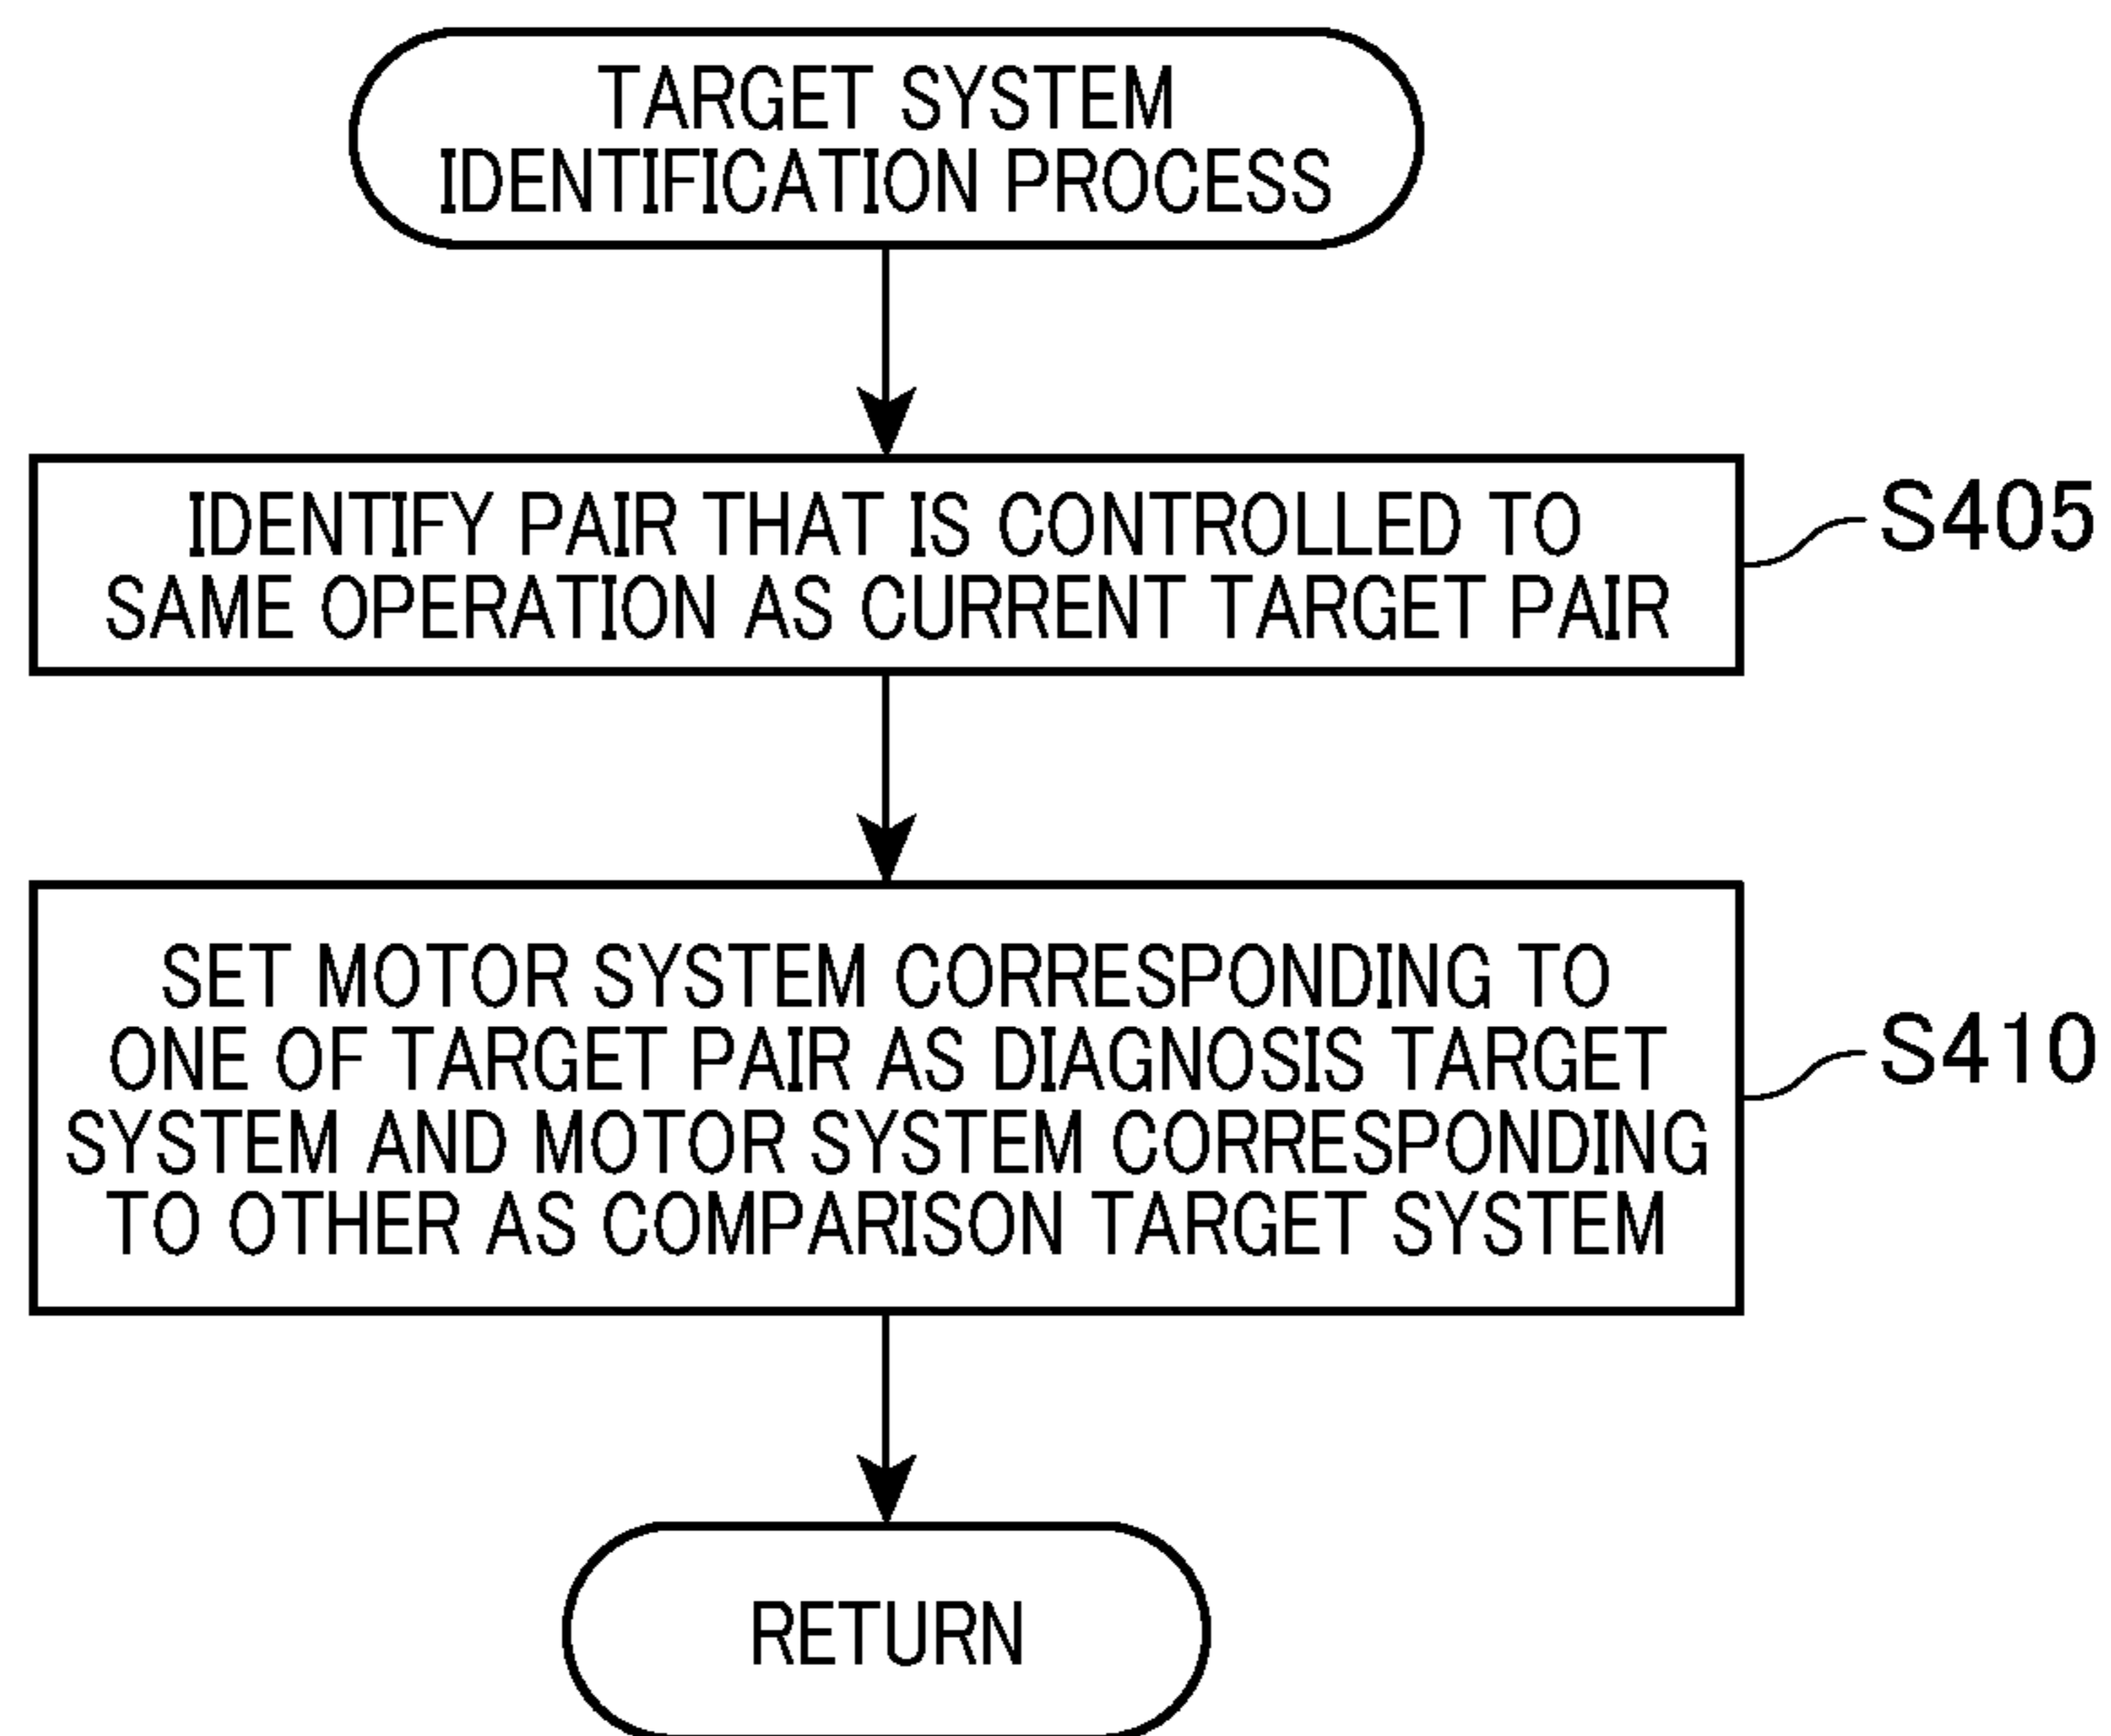 TARGET SYSTEM
IDENTIFICATION PROCESS
IDENTIFY PAIR THAT IS CONTROLLED TO
SAME OPERATION AS CURRENT TARGET PAIR
S405
SET MOTOR SYSTEM CORRESPONDING TO
ONE OF TARGET PAIR AS DIAGNOSIS TARGET
SYSTEM AND MOTOR SYSTEM CORRESPONDING
TO OTHER AS COMPARISON TARGET SYSTEM
S410
RETURN